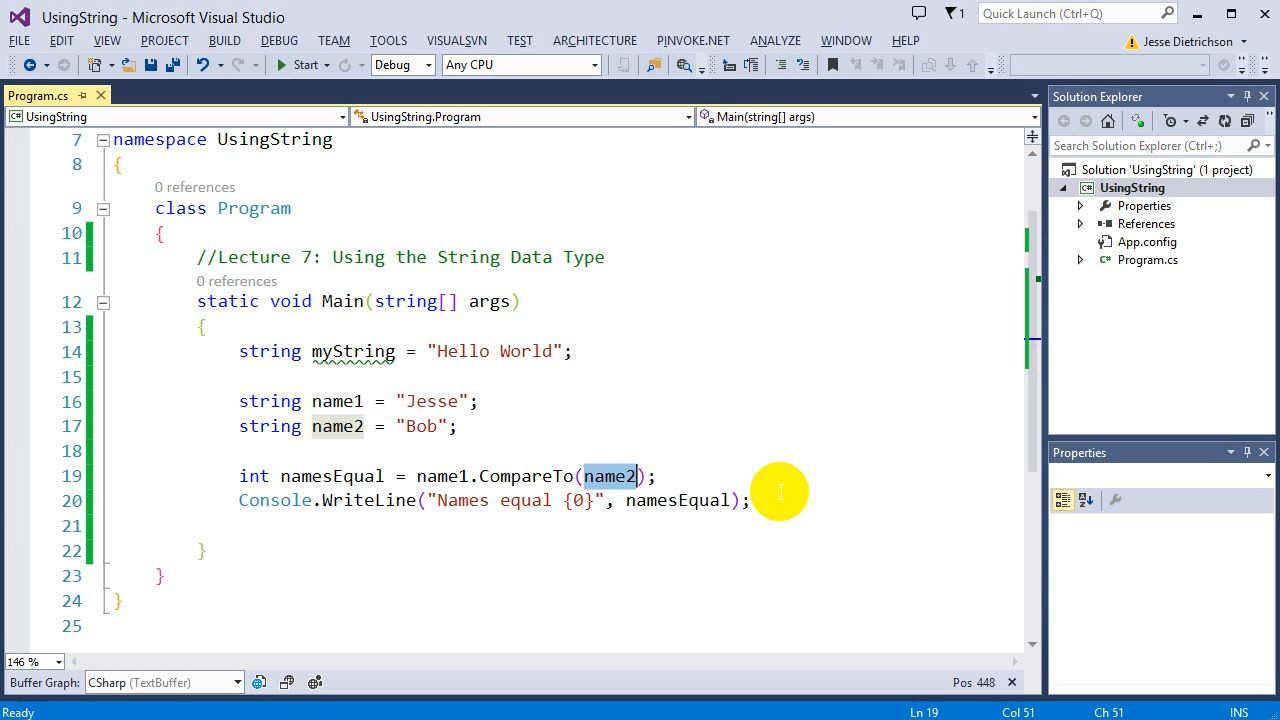 UsingString - Microsoft Visual Studio
1
Quick Launch (Ctrl+Q)
FILE EDIT VIEW PROJECT BUILD DEBUG TEAM TOOLS VISUALSVN TEST ARCHITECTURE PINVOKE.NET ANALYZE WINDOW HELP
Jesse Dietrichson
Start Debug Any CPU
Program.cs
UsingString UsingString.Program Main(string[] args)
7 namespace UsingString
8 {
0 references
9 class Program
10 {
11 //Lecture 7: Using the String Data Type
0 references
12 static void Main(string[] args)
13 {
14 string myString = "Hello World";
15
16 string name1 = "Jesse";
17 string name2 = "Bob";
18
19 int namesEqual = name1.CompareTo(name2);
20 Console.WriteLine("Names equal {0}", namesEqual);
21
22 }
23 }
24 }
25
146 %
Buffer Graph: CSharp (TextBuffer) Pos 448
Solution Explorer
Search Solution Explorer (Ctrl+;)
Solution 'UsingString' (1 project)
C# UsingString
Properties
References
App.config
C# Program.cs
Properties
Ready Ln 19 Col 51 Ch 51 INS